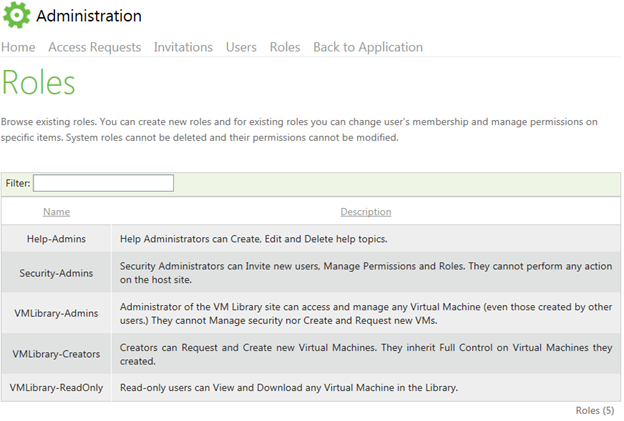 Administration
Home Access Requests Invitations Users Roles Back to Application
Roles
Browse existing roles. You can create new roles and for existing roles you can change user's membership and manage permissions on
specific items. System roles cannot be deleted and their permissions cannot be modified.
Filter:
Name Description
Help-Admins Help Administrators can Create, Edit and Delete help topics.
Security-Admins Security Administrators can Invite new users, Manage Permissions and Roles. They cannot perform any action
on the host site.
VMLibrary-Admins Administrator of the VM Library site can access and manage any Virtual Machine (even those created by other
users.) They cannot Manage security nor Create and Request new VMs.
VMLibrary-Creators Creators can Request and Create new Virtual Machines. They inherit Full Control on Virtual Machines they
created.
VMLibrary-ReadOnly Read-only users can View and Download any Virtual Machine in the Library.
Roles (5)